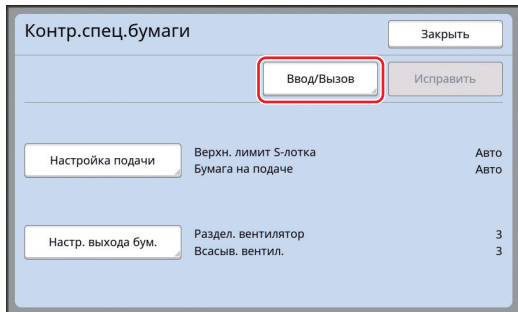 Контр.спец.бумаги
Закрыть
Ввод/Вызов
Исправить
Настройка подачи
Верхн. лимит S-лотка
Авто
Бумага на подаче
Авто
Настр. выхода бум.
Раздел. вентилятор
3
Всасыв. вентил.
3